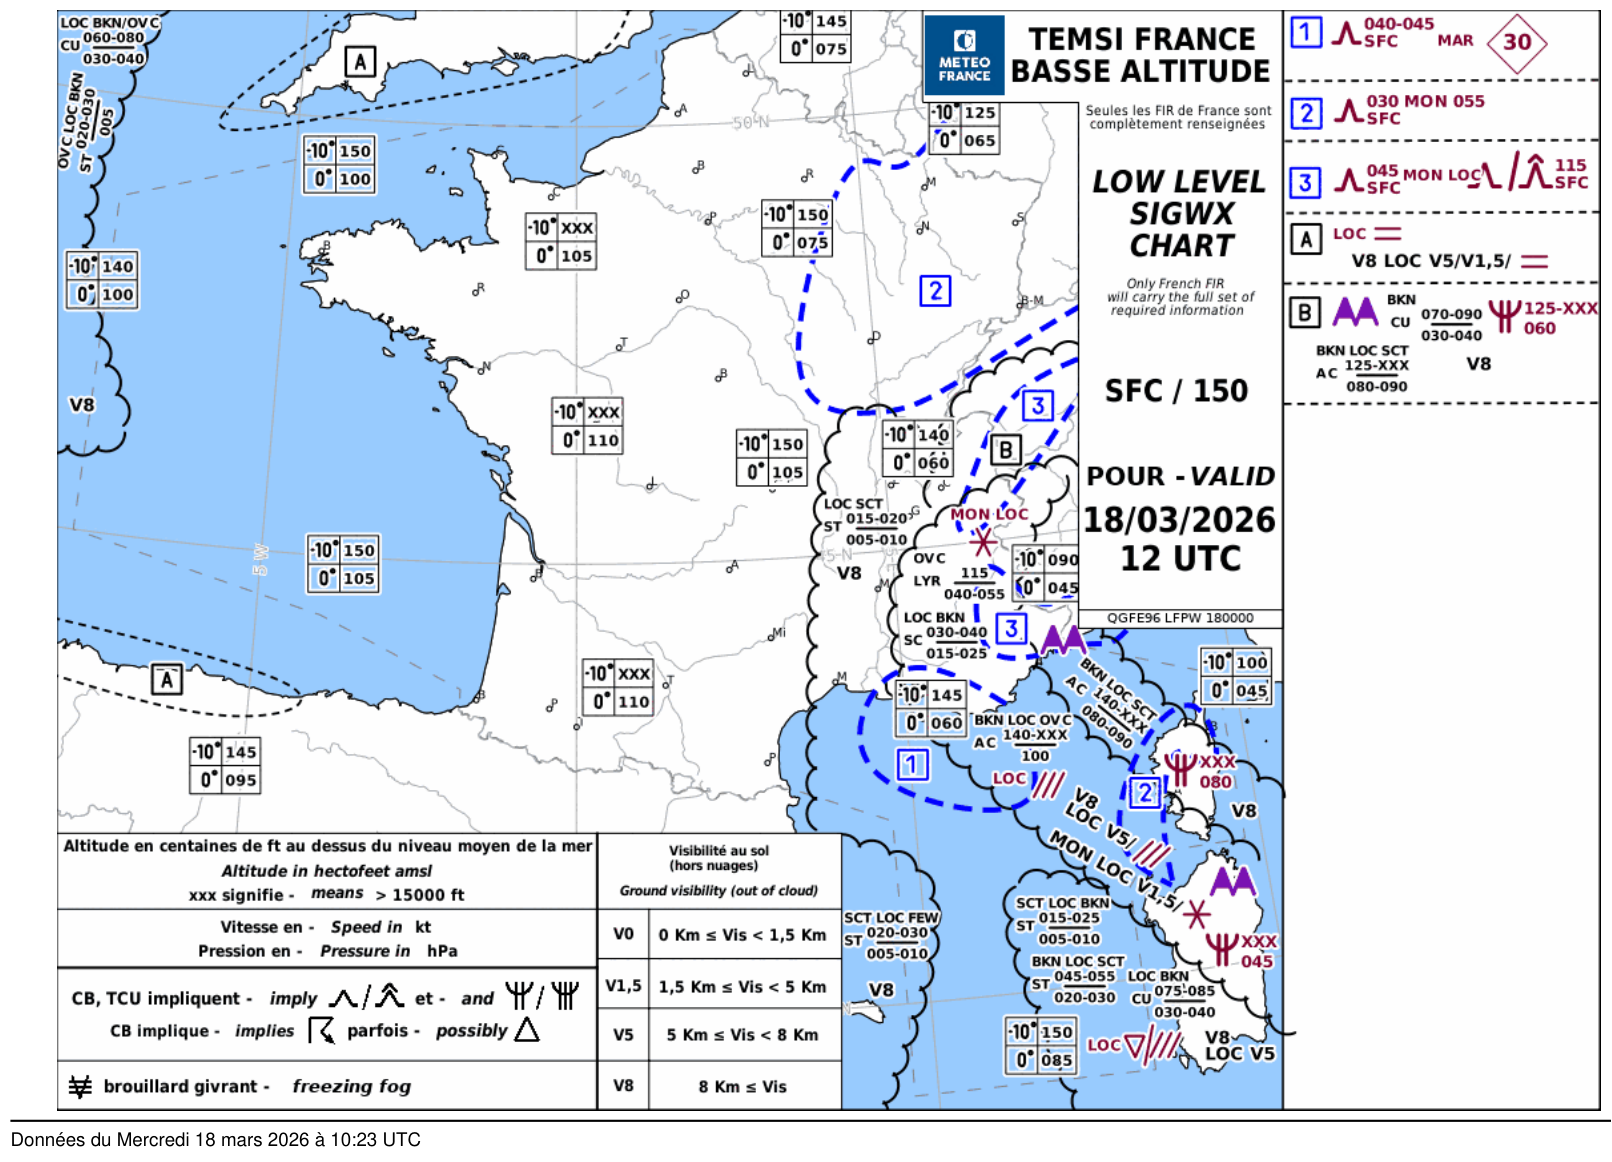 LOC BKN/OVC
CU 060-080
030-040
OVC LOC BKN
ST 020-030
005
A
-10° 145
0° 075
METEO
FRANCE
TEMSI FRANCE
BASSE ALTITUDE
Seules les FIR de France sont
complètement renseignées
LOW LEVEL
SIGWX
CHART
Only French FIR
will carry the full set of
required information
SFC / 150
POUR - VALID
18/03/2026
12 UTC
QGFE96 LFPW 180000
1 040-045
SFC MAR 30
2 030 MON 055
SFC
3 045
SFC MON LOC 115
SFC
A LOC
V8 LOC V5/V1,5/
B BKN
CU 070-090
030-040
125-XXX
060
BKN LOC SCT
AC 125-XXX
080-090
V8
-10° 125
0° 065
50°N
-10° 150
0° 100
-10° XXX
0° 105
-10° 150
0° 075
-10° 140
0° 100
2
V8
3
-10° XXX
0° 110
-10° 150
0° 105
-10° 140
0° 060
B
LOC SCT
ST 015-020
005-010
V8
MON LOC
OVC
LYR 115
040-055
LOC BKN
SC 030-040
015-025
-10° 090
0° 045
3
5 W
-10° 150
0° 105
A
-10° XXX
0° 110
-10° 145
0° 095
-10° 145
0° 060
1
BKN LOC OVC
AC 140-XXX
100
LOC
BKN LOC SCT
AC 140-XXX
080-090
-10° 100
0° 045
XXX
080
2
V8
V8
LOC V5/
MON LOC V1,5/
XXX
045
SCT LOC FEW
ST 020-030
005-010
V8
SCT LOC BKN
ST 015-025
005-010
BKN LOC SCT
ST 045-055
020-030
LOC BKN
CU 075-085
030-040
-10° 150
0° 085
LOC
V8
LOC V5
Altitude en centaines de ft au dessus du niveau moyen de la mer
Altitude in hectofeet amsl
xxx signifie - means > 15000 ft
Vitesse en - Speed in kt
Pression en - Pressure in hPa
CB, TCU impliquent - imply / et - and /
CB implique - implies parfois - possibly
brouillard givrant - freezing fog
Visibilité au sol
(hors nuages)
Ground visibility (out of cloud)
V0 0 Km ≤ Vis < 1,5 Km
V1,5 1,5 Km ≤ Vis < 5 Km
V5 5 Km ≤ Vis < 8 Km
V8 8 Km ≤ Vis
Données du Mercredi 18 mars 2026 à 10:23 UTC